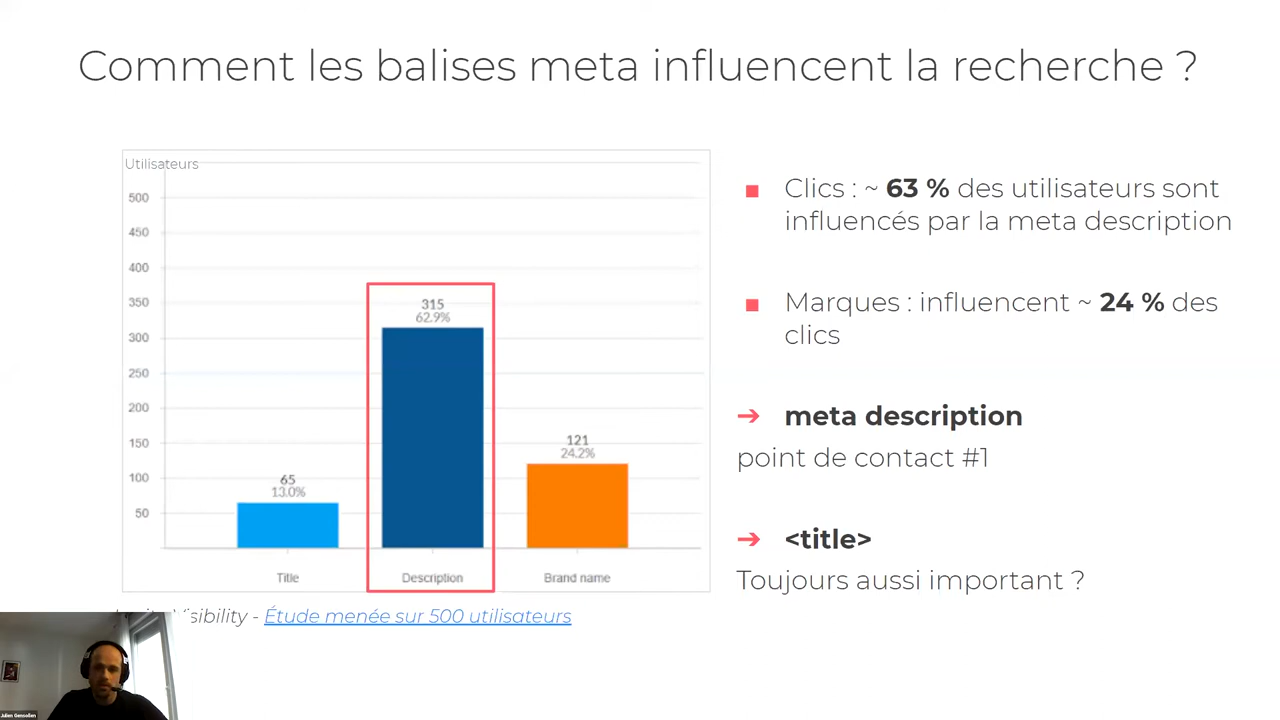 Comment les balises meta influencent la recherche ?
Utilisateurs
500
450
400
350
300
250
200
150
100
50
65
13.0%
315
62.9%
121
24.2%
Title
Description
Brand name
Visibility - Étude menée sur 500 utilisateurs
Clics : ~ 63 % des utilisateurs sont
influencés par la meta description
Marques : influencent ~ 24 % des
clics
➔ meta description
point de contact #1
➔ <title>
Toujours aussi important ?
Julien Gensollen